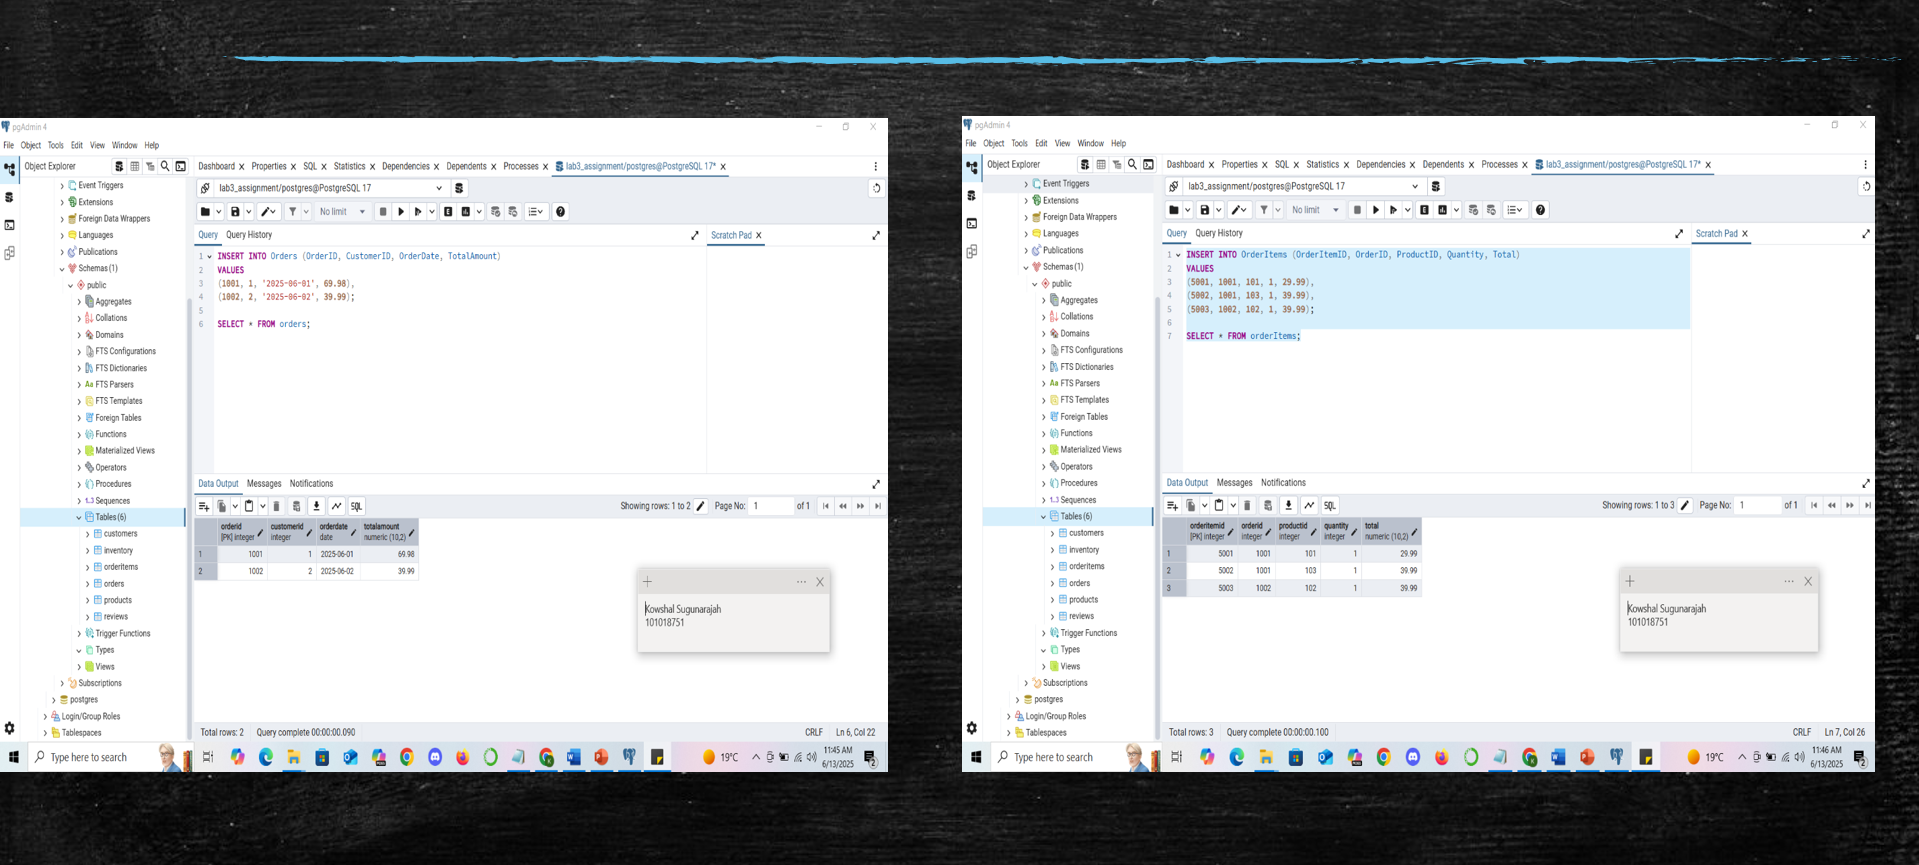 pgAdmin 4
File Object Tools Edit View Window Help
Object Explorer
Dashboard X Properties X SQL X Statistics X Dependencies X Dependents X Processes X lab3_assignment/postgres@PostgreSQL 17* X
Event Triggers
Extensions
Foreign Data Wrappers
Languages
Publications
Schemas (1)
public
Aggregates
Collations
Domains
FTS Configurations
FTS Dictionaries
Aa FTS Parsers
FTS Templates
Foreign Tables
Functions
Materialized Views
Operators
Procedures
1..3 Sequences
Tables (6)
customers
inventory
orderitems
orders
products
reviews
Trigger Functions
Types
Views
Subscriptions
postgres
Login/Group Roles
Tablespaces
lab3_assignment/postgres@PostgreSQL 17
No limit
Query Query History
Scratch Pad X
1 INSERT INTO Orders (OrderID, CustomerID, OrderDate, TotalAmount)
2 VALUES
3 (1001, 1, '2025-06-01', 69.98),
4 (1002, 2, '2025-06-02', 39.99);
5
6 SELECT * FROM orders;
Data Output Messages Notifications
SQL
Showing rows: 1 to 2 Page No: 1 of 1
orderid customerid orderdate totalamount
[PK] integer integer date numeric (10,2)
1 1001 1 2025-06-01 69.98
2 1002 2 2025-06-02 39.99
Kowshal Sugunarajah
101018751
Total rows: 2 Query complete 00:00:00.090 CRLF Ln 6, Col 22
Type here to search
19°C
11:45 AM
6/13/2025
2
pgAdmin 4
File Object Tools Edit View Window Help
Object Explorer
Dashboard X Properties X SQL X Statistics X Dependencies X Dependents X Processes X lab3_assignment/postgres@PostgreSQL 17* X
Event Triggers
Extensions
Foreign Data Wrappers
Languages
Publications
Schemas (1)
public
Aggregates
Collations
Domains
FTS Configurations
FTS Dictionaries
Aa FTS Parsers
FTS Templates
Foreign Tables
Functions
Materialized Views
Operators
Procedures
1..3 Sequences
Tables (6)
customers
inventory
orderitems
orders
products
reviews
Trigger Functions
Types
Views
Subscriptions
postgres
Login/Group Roles
Tablespaces
lab3_assignment/postgres@PostgreSQL 17
No limit
Query Query History
Scratch Pad X
1 INSERT INTO OrderItems (OrderItemID, OrderID, ProductID, Quantity, Total)
2 VALUES
3 (5001, 1001, 101, 1, 29.99),
4 (5002, 1001, 103, 1, 39.99),
5 (5003, 1002, 102, 1, 39.99);
6
7 SELECT * FROM orderItems;
Data Output Messages Notifications
SQL
Showing rows: 1 to 3 Page No: 1 of 1
orderitemid orderid productid quantity total
[PK] integer integer integer integer numeric (10,2)
1 5001 1001 101 1 29.99
2 5002 1001 103 1 39.99
3 5003 1002 102 1 39.99
Kowshal Sugunarajah
101018751
Total rows: 3 Query complete 00:00:00.100 CRLF Ln 7, Col 26
Type here to search
19°C
11:46 AM
6/13/2025
2